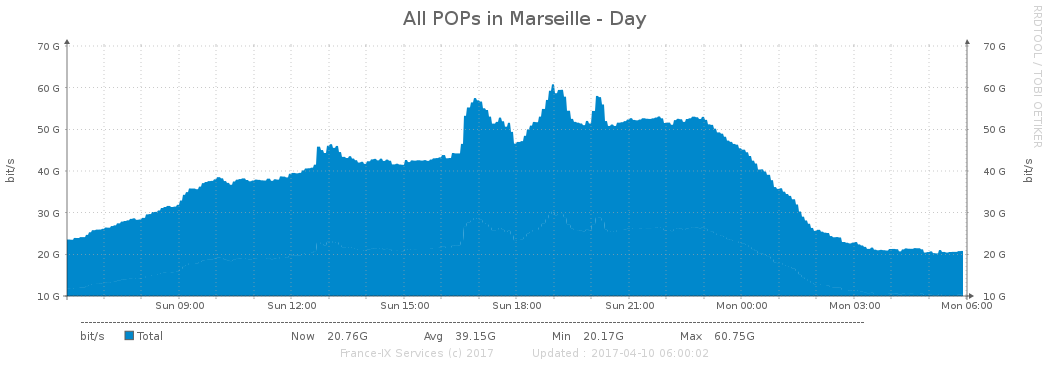 All POPs in Marseille - Day
RRDTOOL / TOBI OETIKER
70 G 70 G
60 G 60 G
50 G 50 G
40 G 40 G
30 G 30 G
20 G 20 G
10 G 10 G
bit/s bit/s
Sun 09:00 Sun 12:00 Sun 15:00 Sun 18:00 Sun 21:00 Mon 00:00 Mon 03:00 Mon 06:00
bit/s Total Now 20.76G Avg 39.15G Min 20.17G Max 60.75G
France-IX Services (c) 2017 Updated : 2017-04-10 06:00:02